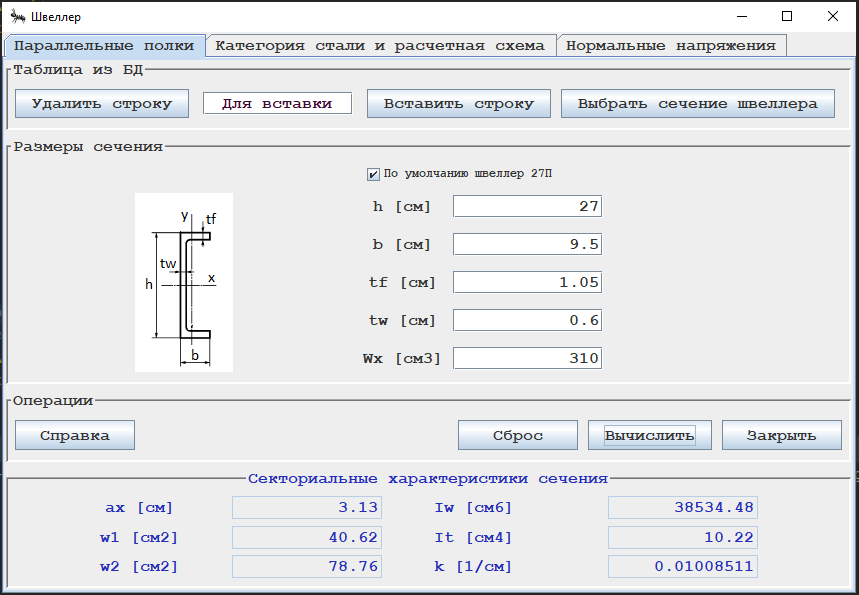 Швеллер
Параллельные полки Категория стали и расчетная схема Нормальные напряжения
Таблица из БД
Удалить строку Для вставки Вставить строку Выбрать сечение швеллера
Размеры сечения
По умолчанию швеллер 27П
h [см] 27
b [см] 9.5
tf [см] 1.05
tw [см] 0.6
Wx [см3] 310
y tf
tw
x
h
b
Операции
Справка Сброс Вычислить Закрыть
Секториальные характеристики сечения
ax [см] 3.13 Iw [см6] 38534.48
w1 [см2] 40.62 It [см4] 10.22
w2 [см2] 78.76 k [1/см] 0.01008511